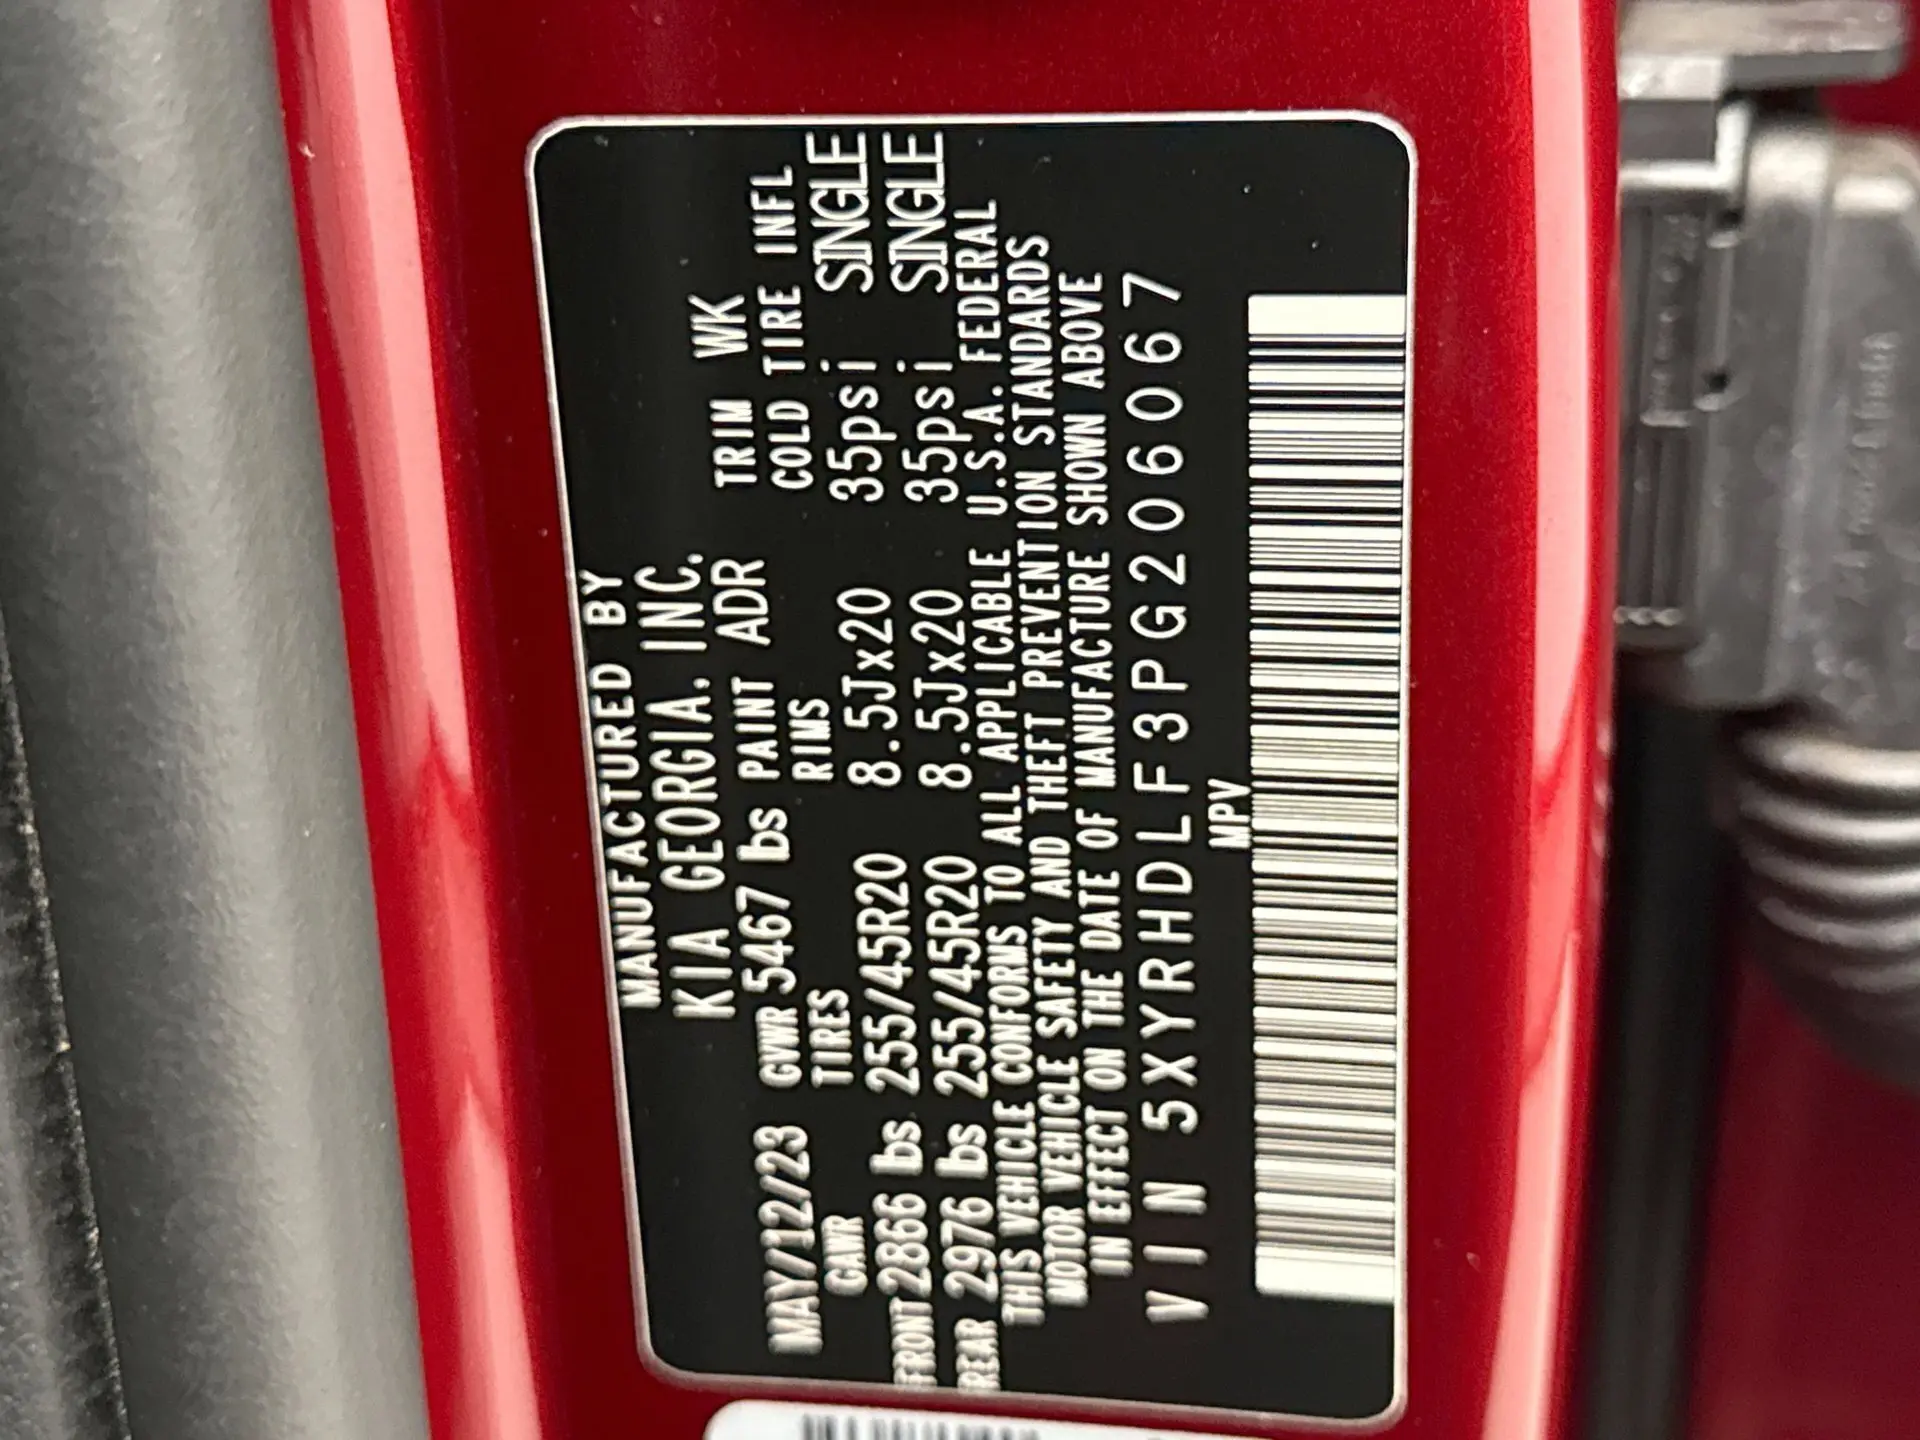 MANUFACTURED BY
KIA GEORGIA, INC.
MAY/12/23 GVWR 5467 lbs PAINT ADR TRIM WK
GAWR TIRES RIMS COLD TIRE INFL
FRONT 2866 lbs 255/45R20 8.5Jx20 35psi SINGLE
REAR 2976 lbs 255/45R20 8.5Jx20 35psi SINGLE
THIS VEHICLE CONFORMS TO ALL APPLICABLE U.S.A. FEDERAL
MOTOR VEHICLE SAFETY AND THEFT PREVENTION STANDARDS
IN EFFECT ON THE DATE OF MANUFACTURE SHOWN ABOVE
VIN 5XYRHDLF3PG206067
MPV